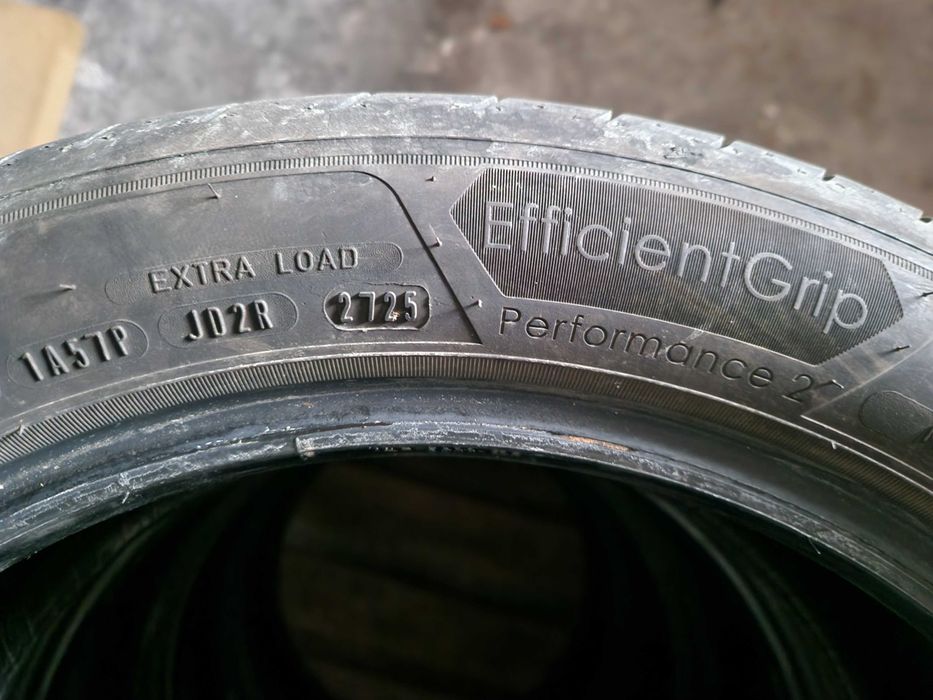 EfficientGrip
Performance 2
EXTRA LOAD
1A57P JD2R 2725